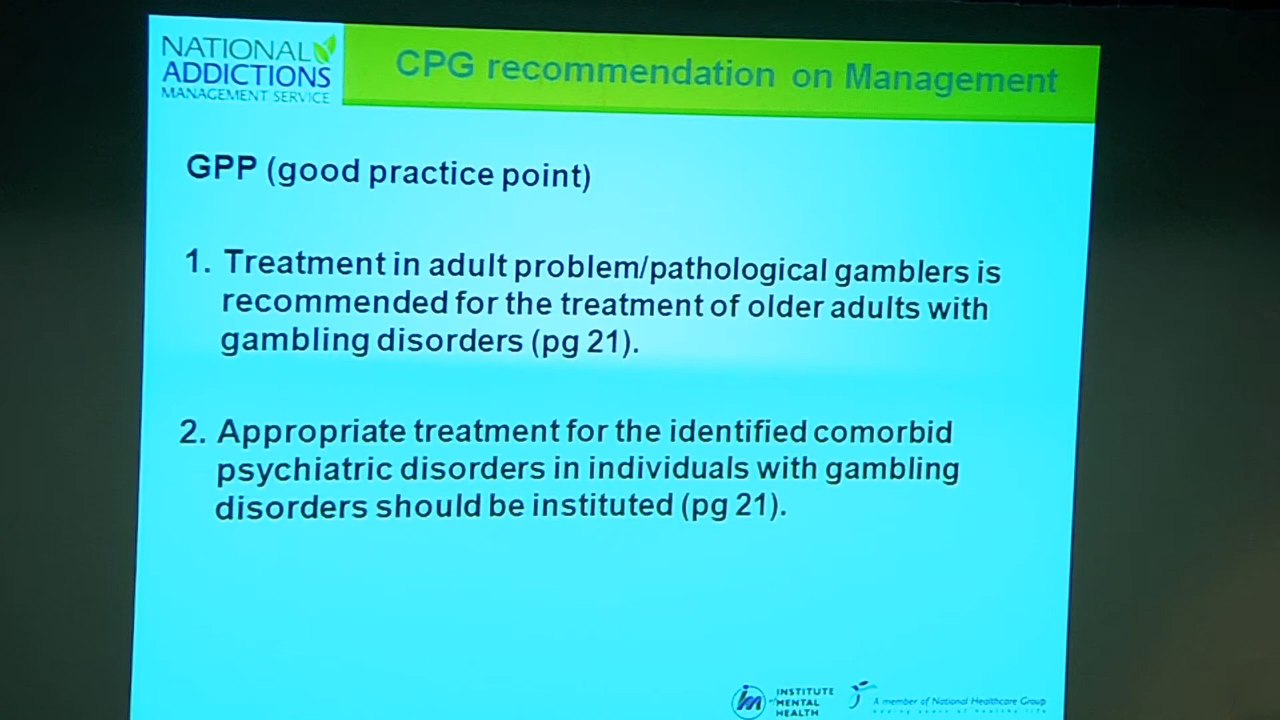 NATIONAL
ADDICTIONS
MANAGEMENT SERVICE
CPG recommendation on Management
GPP (good practice point)
1. Treatment in adult problem/pathological gamblers is
recommended for the treatment of older adults with
gambling disorders (pg 21).
2. Appropriate treatment for the identified comorbid
psychiatric disorders in individuals with gambling
disorders should be instituted (pg 21).
INSTITUTE
of MENTAL
HEALTH
A member of National Healthcare Group